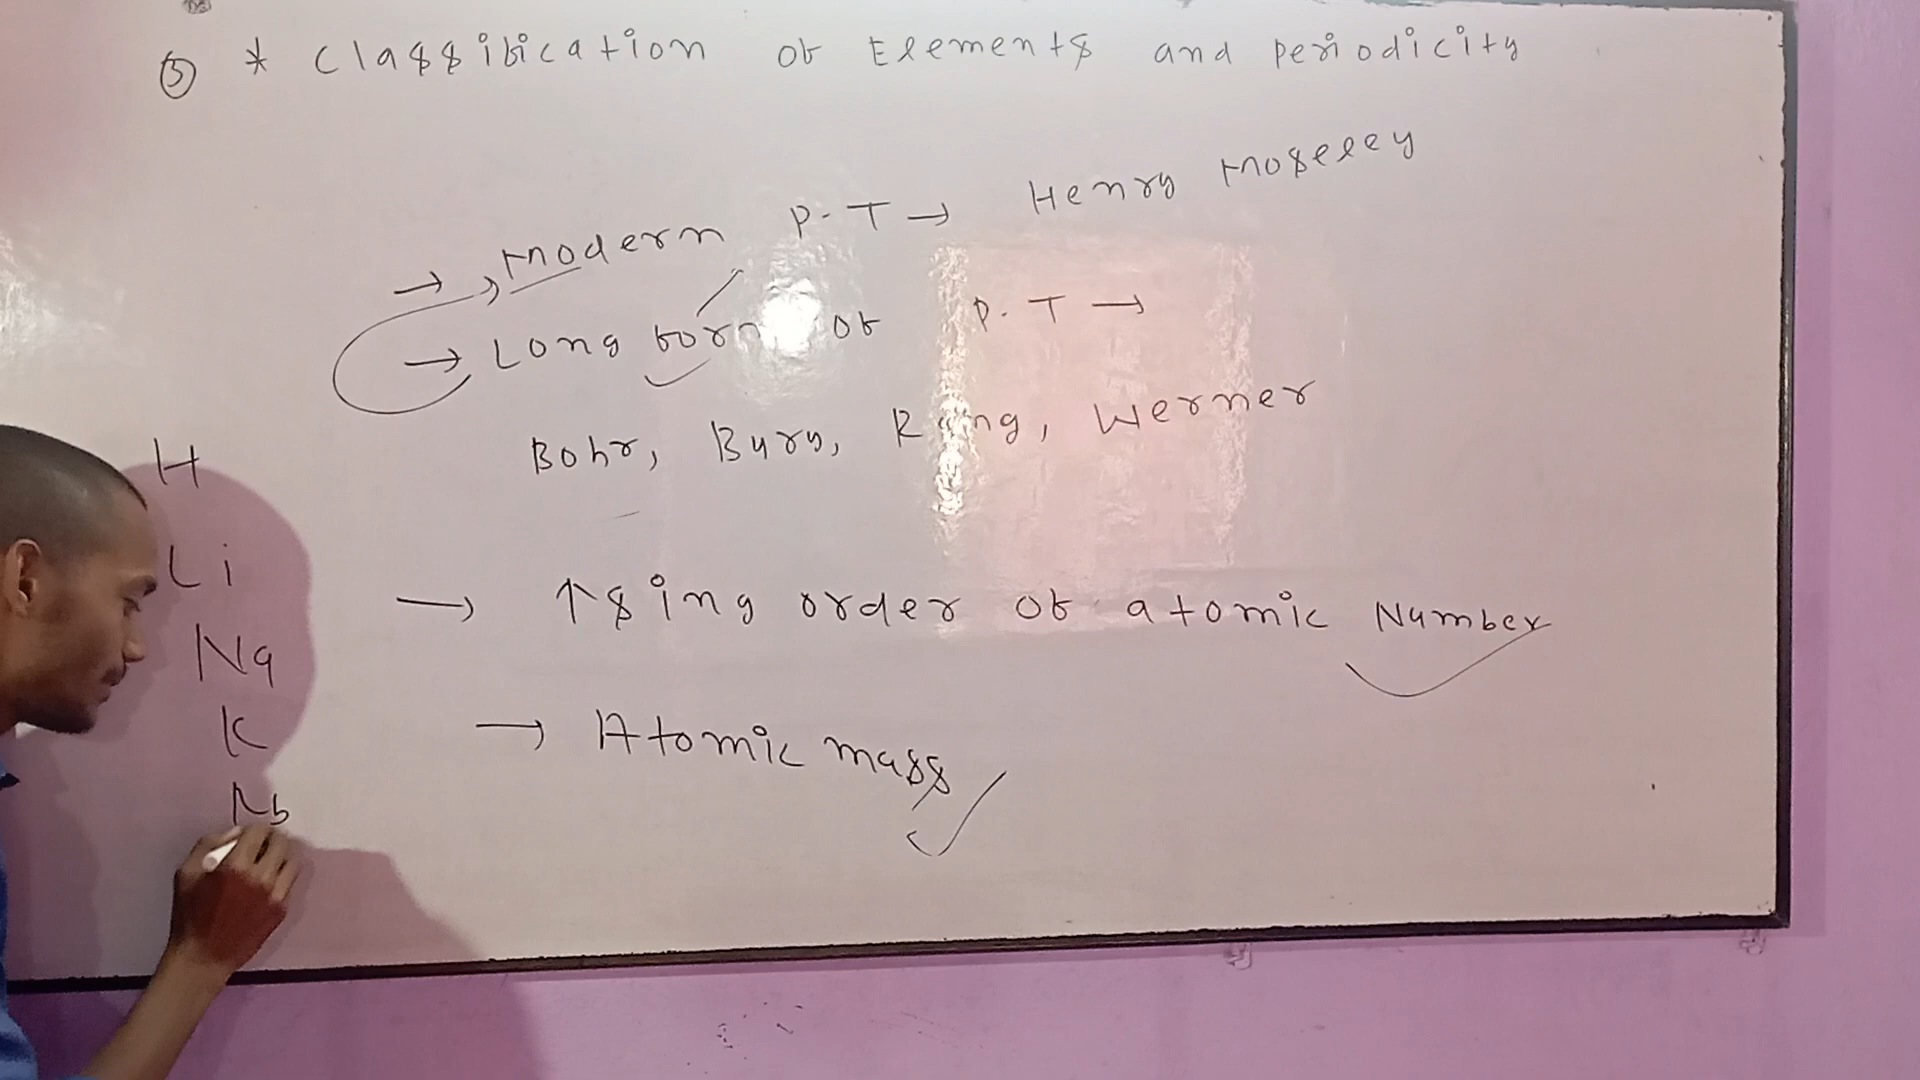 ⑤ * Classification of Elements and periodicity
→ Modern P.T → Henry Moseley
→ Long form of P.T →
Bohr, Bury, Rang, Werner
→ ↑sing order of atomic Number
→ Atomic mass
H
Li
Na
K
Rb